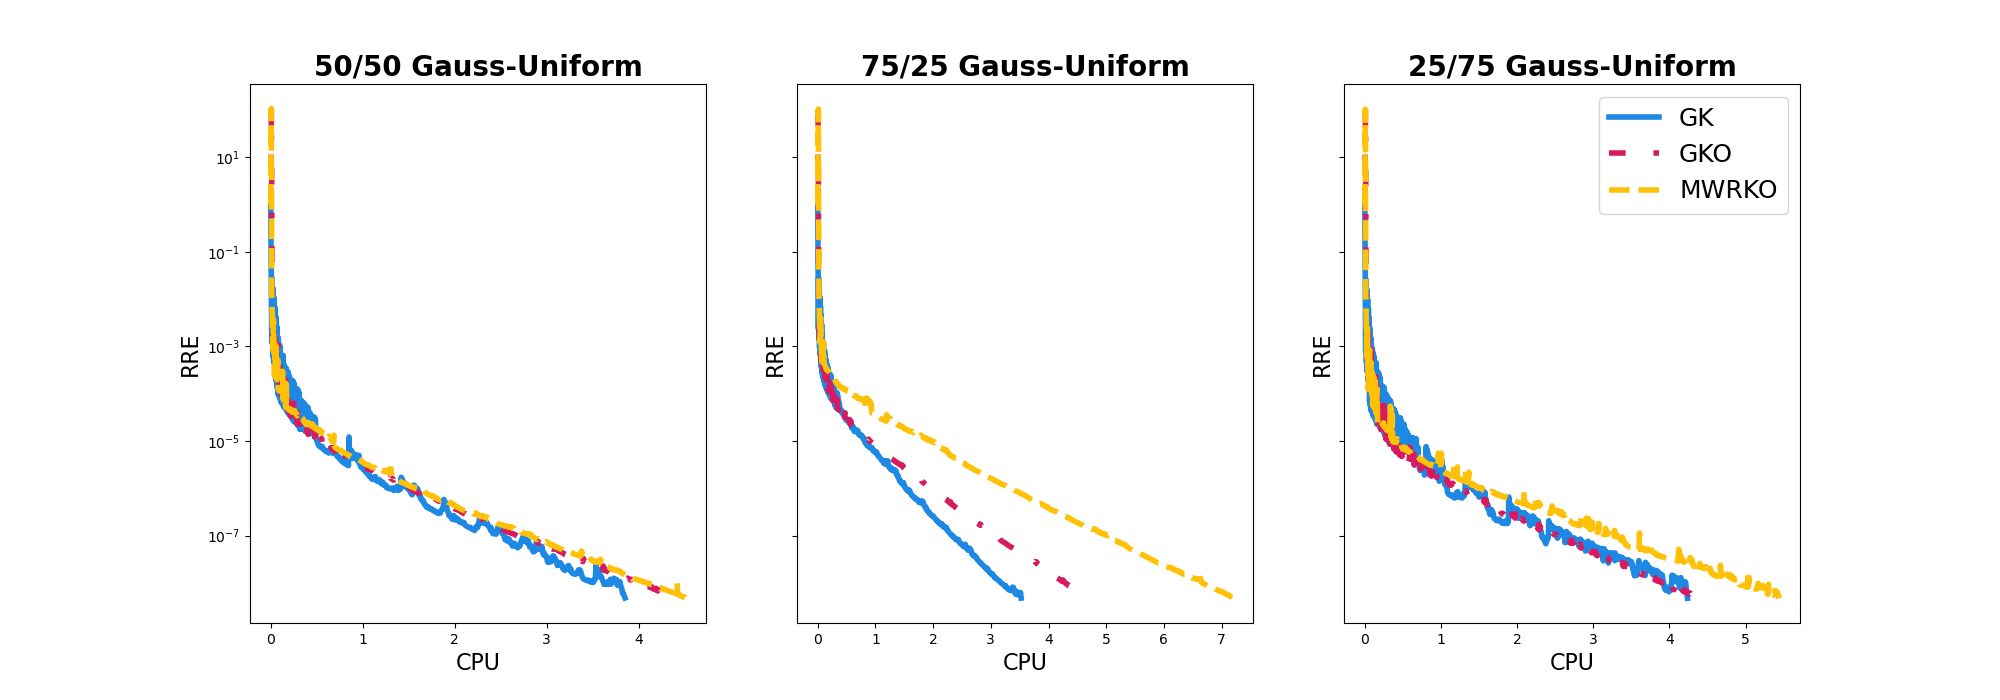 50/50 Gauss-Uniform
75/25 Gauss-Uniform
25/75 Gauss-Uniform
GK
GKO
MWRKO
RRE
10¹
10⁻¹
10⁻³
10⁻⁵
10⁻⁷
0 1 2 3 4
CPU
RRE
0 1 2 3 4 5 6 7
CPU
RRE
0 1 2 3 4 5
CPU